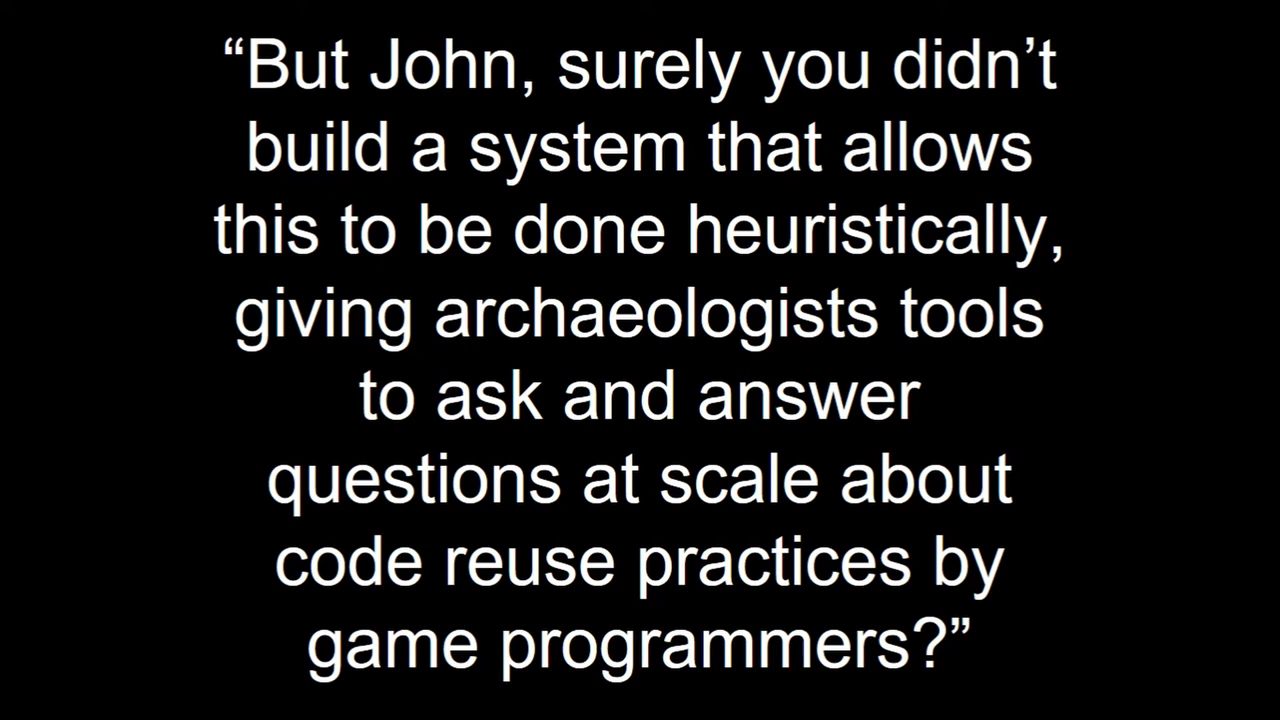 “But John, surely you didn’t
build a system that allows
this to be done heuristically,
giving archaeologists tools
to ask and answer
questions at scale about
code reuse practices by
game programmers?”